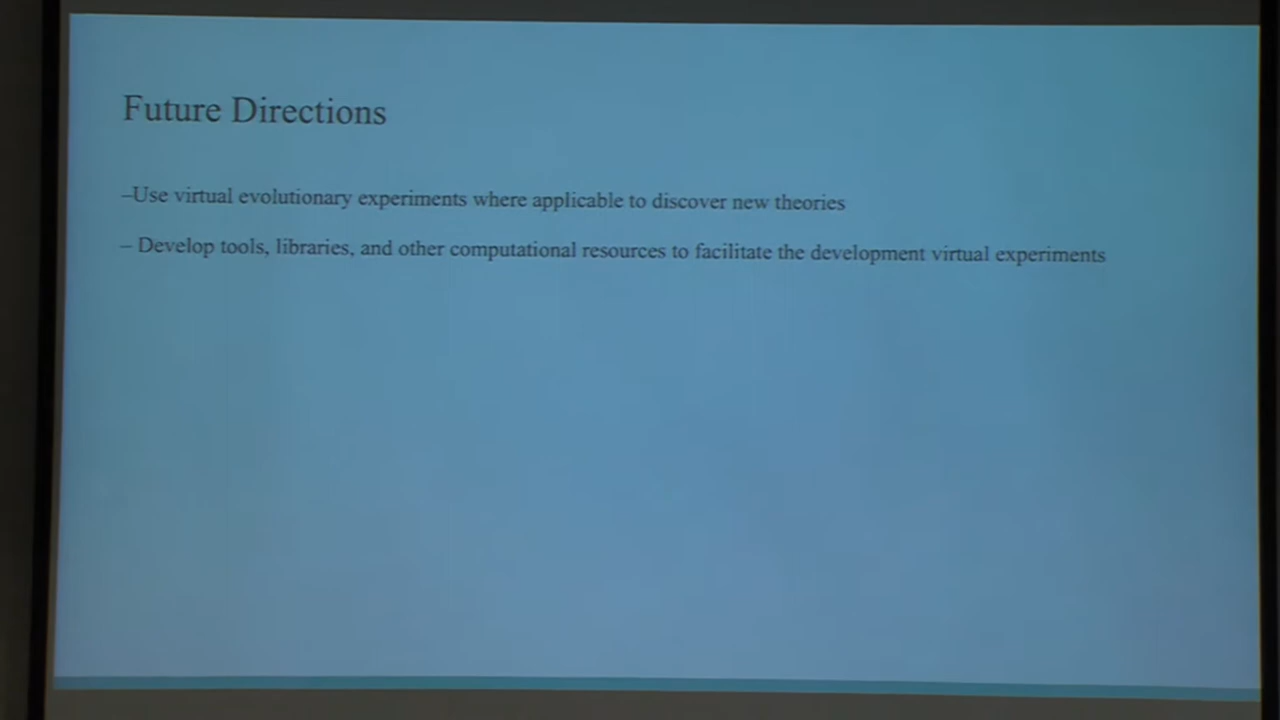 Future Directions
–Use virtual evolutionary experiments where applicable to discover new theories
– Develop tools, libraries, and other computational resources to facilitate the development virtual experiments